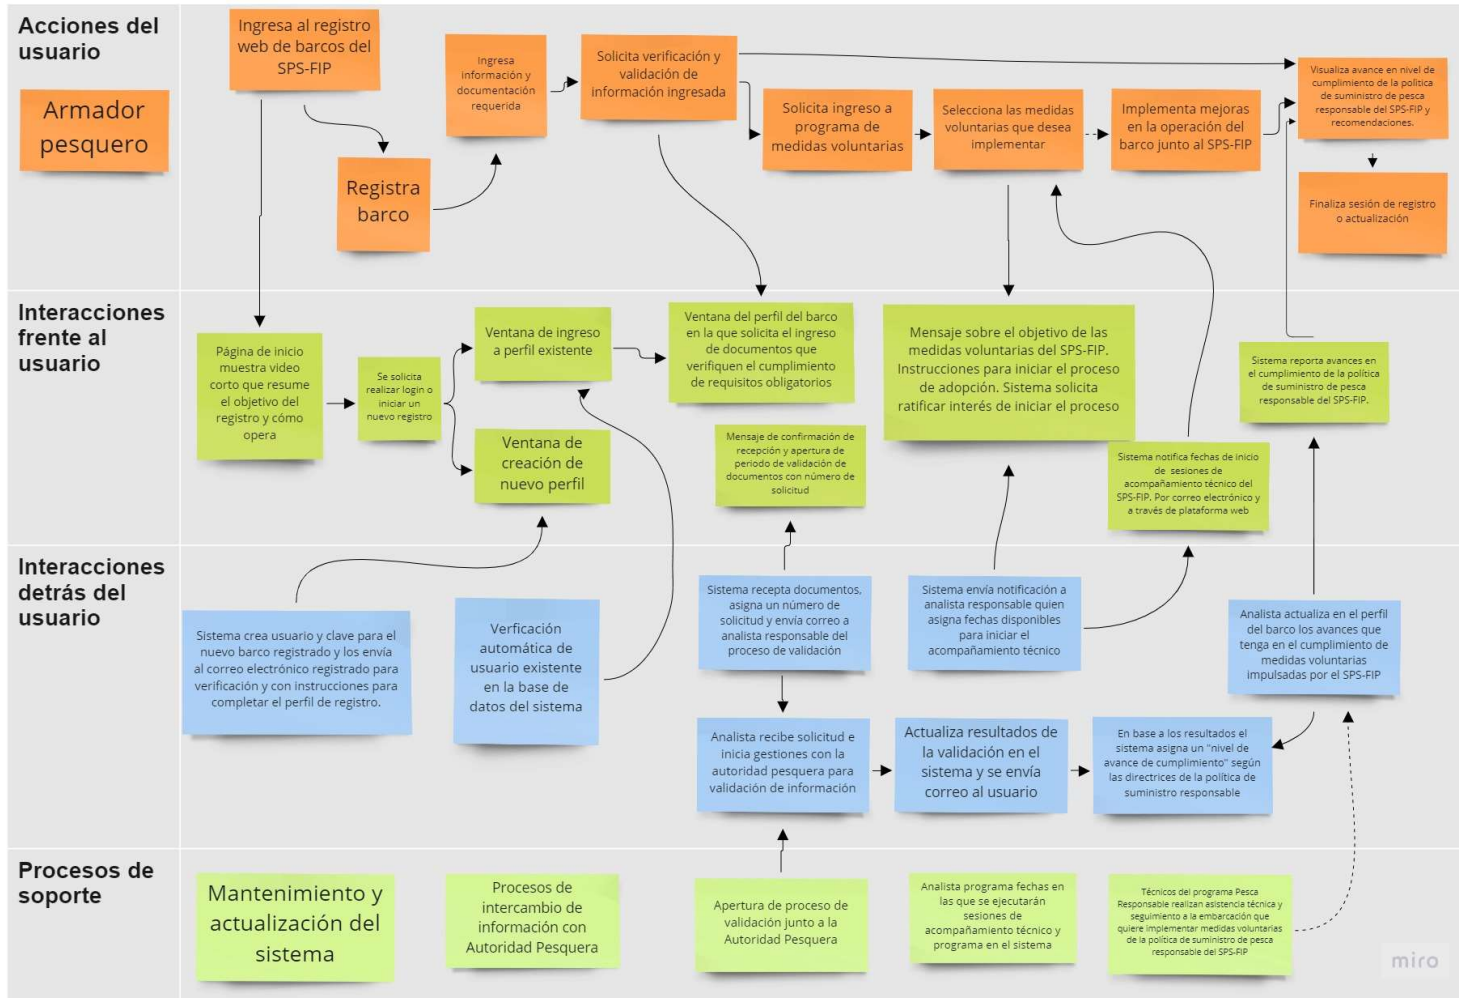 Acciones del
usuario
Armador
pesquero
Ingresa al registro
web de barcos del
SPS-FIP
Registra
barco
Ingresa
información y
documentación
requerida
Solicita verificación y
validación de
información ingresada
Solicita ingreso a
programa de
medidas voluntarias
Selecciona las medidas
voluntarias que desea
implementar
Implementa mejoras
en la operación del
barco junto al SPS-FIP
Visualiza avance en nivel de
cumplimiento de la política
de suministro de pesca
responsable del SPS-FIP y
recomendaciones.
Finaliza sesión de registro
o actualización
Interacciones
frente al
usuario
Página de inicio
muestra video
corto que resume
el objetivo del
registro y cómo
opera
Se solicita
realizar login o
iniciar un
nuevo registro
Ventana de ingreso
a perfil existente
Ventana de
creación de
nuevo perfil
Ventana del perfil del barco
en la que solicita el ingreso
de documentos que
verifiquen el cumplimiento
de requisitos obligatorios
Mensaje de confirmación de
recepción y apertura de
periodo de validación de
documentos con número de
solicitud
Mensaje sobre el objetivo de las
medidas voluntarias del SPS-FIP.
Instrucciones para iniciar el proceso
de adopción. Sistema solicita
ratificar interés de iniciar el proceso
Sistema notifica fechas de inicio
de sesiones de
acompañamiento técnico del
SPS-FIP. Por correo electrónico y
a través de plataforma web
Sistema reporta avances en
el cumplimiento de la política
de suministro de pesca
responsable del SPS-FIP.
Interacciones
detrás del
usuario
Sistema crea usuario y clave para el
nuevo barco registrado y los envía
al correo electrónico registrado para
verificación y con instrucciones para
completar el perfil de registro.
Verficación
automática de
usuario existente
en la base de
datos del sistema
Sistema recepta documentos,
asigna un número de
solicitud y envía correo a
analista responsable del
proceso de validación
Sistema envía notificación a
analista responsable quien
asigna fechas disponibles
para iniciar el
acompañamiento técnico
Analista actualiza en el perfil
del barco los avances que
tenga en el cumplimiento de
medidas voluntarias
impulsadas por el SPS-FIP
Analista recibe solicitud e
inicia gestiones con la
autoridad pesquera para
validación de información
Actualiza resultados de
la validación en el
sistema y se envía
correo al usuario
En base a los resultados el
sistema asigna un "nivel de
avance de cumplimiento" según
las directrices de la política de
suministro responsable
Procesos de
soporte
Mantenimiento y
actualización del
sistema
Procesos de
intercambio de
información con
Autoridad Pesquera
Apertura de proceso de
validación junto a la
Autoridad Pesquera
Analista programa fechas en
las que se ejecutarán
sesiones de
acompañamiento técnico y
programa en el sistema
Técnicos del programa Pesca
Responsable realizan asistencia técnica y
seguimiento a la embarcación que
quiere implementar medidas voluntarias
de la política de suministro de pesca
responsable del SPS-FIP
miro